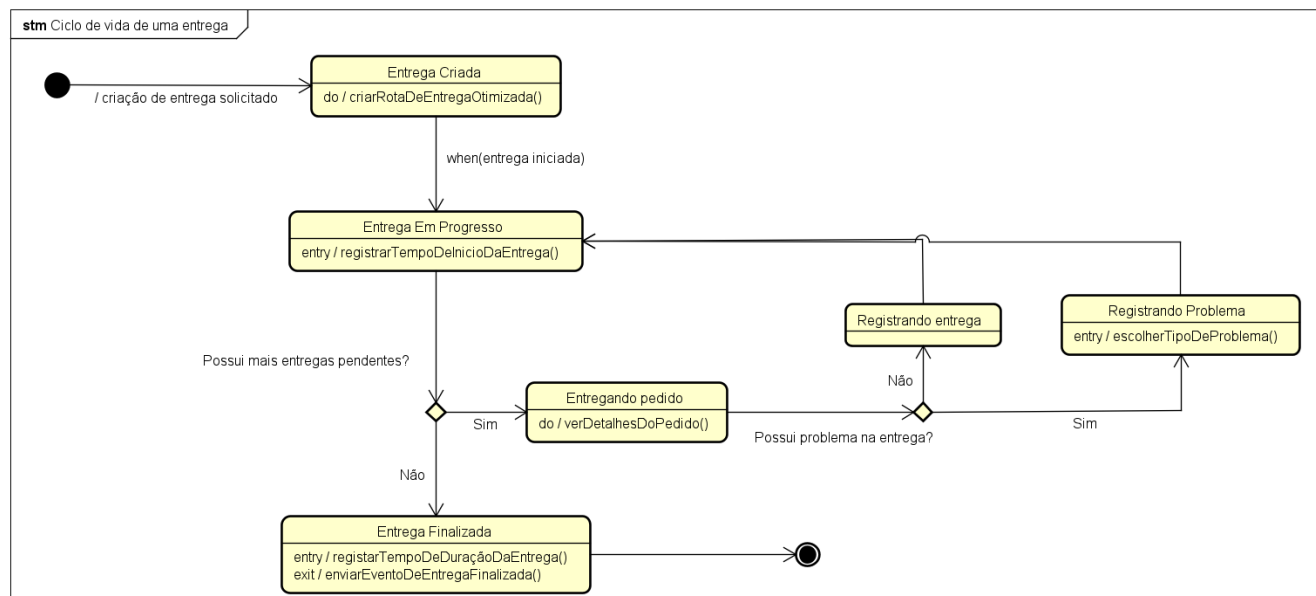 stm Ciclo de vida de uma entrega
Entrega Criada
do / criarRotaDeEntregaOtimizada()
/ criação de entrega solicitado
when(entrega iniciada)
Entrega Em Progresso
entry / registrarTempoDeInicioDaEntrega()
Registrando entrega
Registrando Problema
entry / escolherTipoDeProblema()
Possui mais entregas pendentes?
Não
Entregando pedido
do / verDetalhesDoPedido()
Sim
Possui problema na entrega?
Sim
Não
Entrega Finalizada
entry / registarTempoDeDuraçãoDaEntrega()
exit / enviarEventoDeEntregaFinalizada()